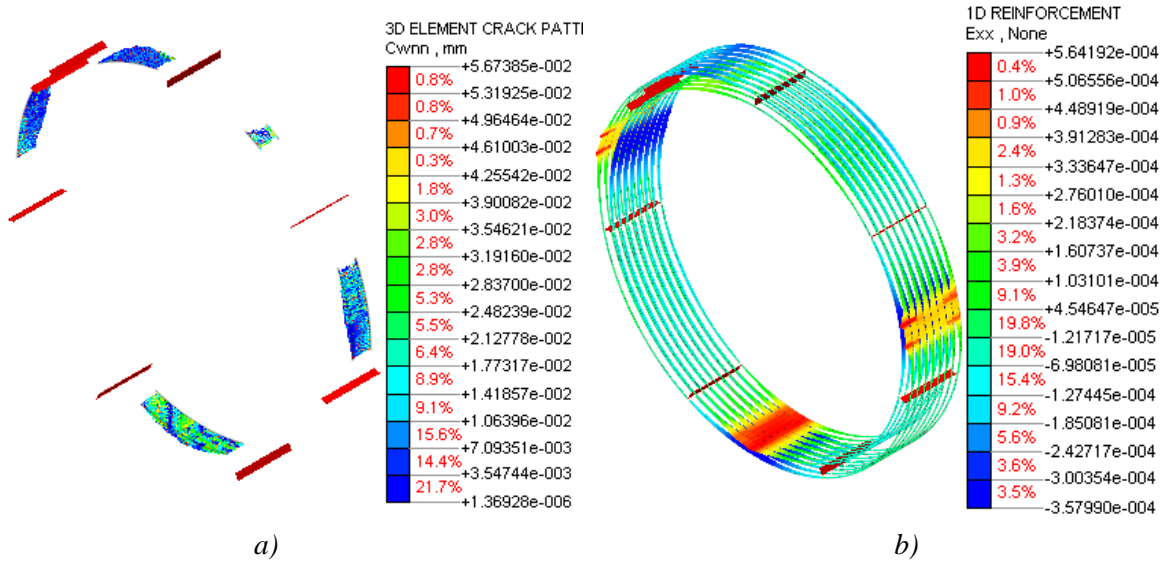 3D ELEMENT CRACK PATTI
Cwnn , mm
+5.67385e-002
0.8%
+5.31925e-002
0.8%
+4.96464e-002
0.7%
+4.61003e-002
0.3%
+4.25542e-002
1.8%
+3.90082e-002
3.0%
+3.54621e-002
2.8%
+3.19160e-002
2.8%
+2.83700e-002
5.3%
+2.48239e-002
5.5%
+2.12778e-002
6.4%
+1.77317e-002
8.9%
+1.41857e-002
9.1%
+1.06396e-002
15.6%
+7.09351e-003
14.4%
+3.54744e-003
21.7%
+1.36928e-006
a)
1D REINFORCEMENT
Exx , None
+5.64192e-004
0.4%
+5.06556e-004
1.0%
+4.48919e-004
0.9%
+3.91283e-004
2.4%
+3.33647e-004
1.3%
+2.76010e-004
1.6%
+2.18374e-004
3.2%
+1.60737e-004
3.9%
+1.03101e-004
9.1%
+4.54647e-005
19.8%
-1.21717e-005
19.0%
-6.98081e-005
15.4%
-1.27445e-004
9.2%
-1.85081e-004
5.6%
-2.42717e-004
3.6%
-3.00354e-004
3.5%
-3.57990e-004
b)